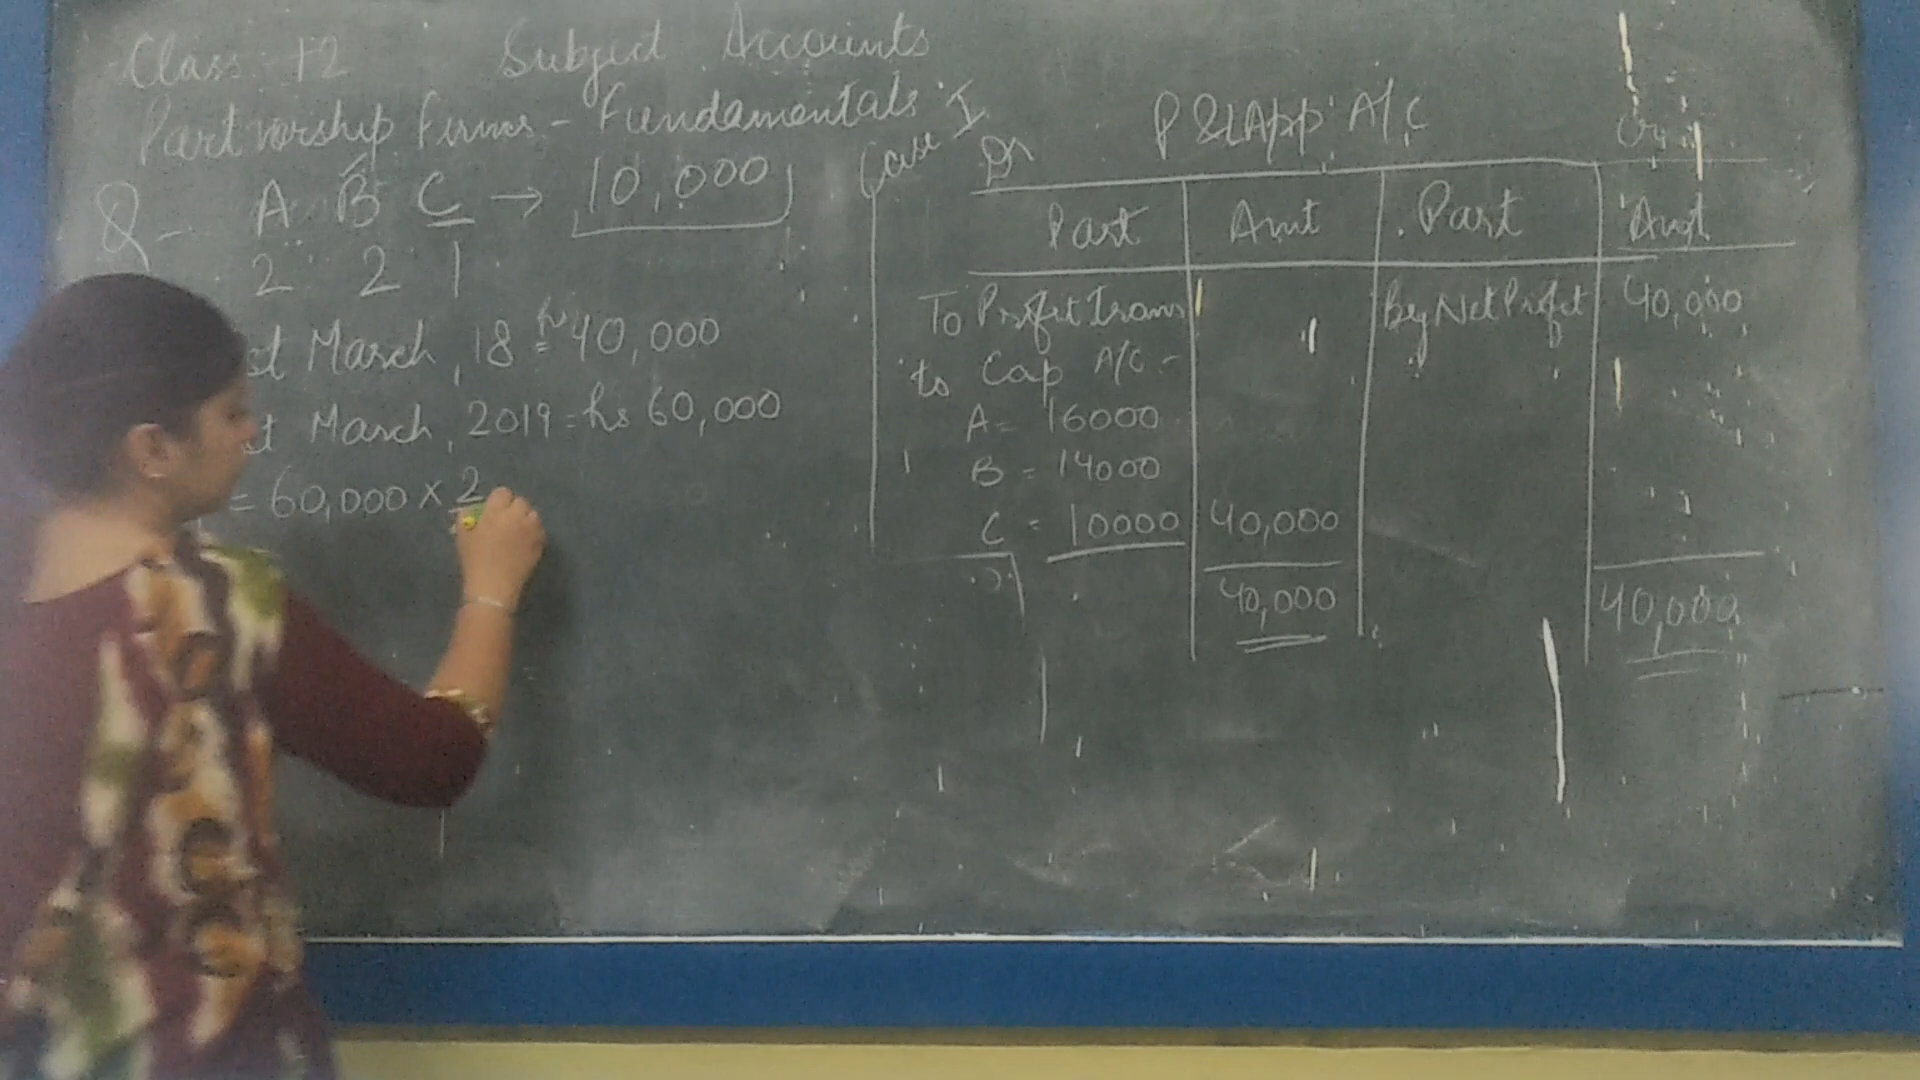 Class 12 Subject Accounts
Partnership Firms - Fundamentals
Q- A B C → 10,000
2 2 1
st March, 18 = 40,000
st March, 2019 = Rs 60,000
= 60,000 × 2
Case I
P&L App. A/C
Dr
Part Amt Part Amt
To Profit Trans By Net Profit 40,000
to Cap A/C -
A = 16000
B = 14000
C = 10000 40,000
40,000 40,000